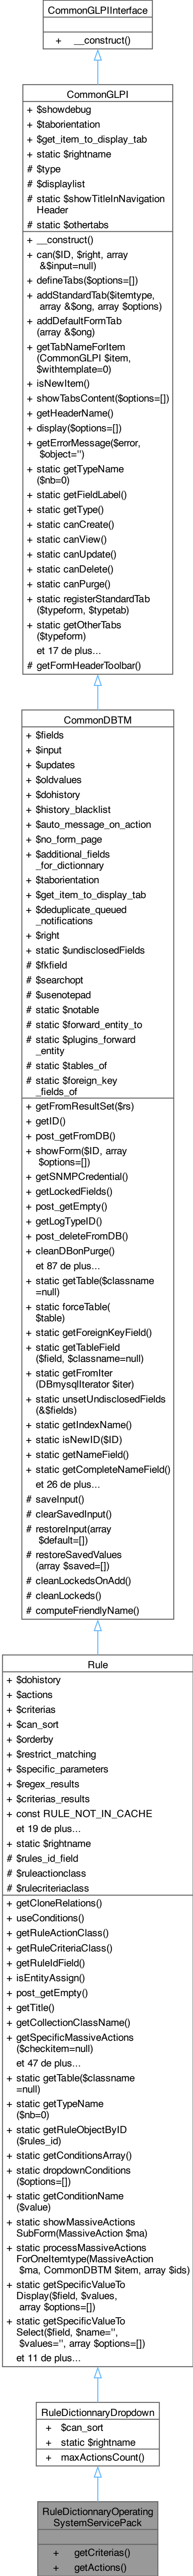 CommonGLPIInterface
+ __construct()
CommonGLPI
+ $showdebug
+ $taborientation
+ $get_item_to_display_tab
+ static $rightname
# $type
# $displaylist
# static $showTitleInNavigation
Header
# static $othertabs
+ __construct()
+ can($ID, $right, array
&$input=null)
+ defineTabs($options=[])
+ addStandardTab($itemtype,
array &$ong, array $options)
+ addDefaultFormTab
(array &$ong)
+ getTabNameForItem
(CommonGLPI $item,
$withtemplate=0)
+ isNewItem()
+ showTabsContent($options=[])
+ getHeaderName()
+ display($options=[])
+ getErrorMessage($error,
$object='')
+ static getTypeName
($nb=0)
+ static getFieldLabel()
+ static getType()
+ static canCreate()
+ static canView()
+ static canUpdate()
+ static canDelete()
+ static canPurge()
+ static registerStandardTab
($typeform, $typetab)
+ static getOtherTabs
($typeform)
et 17 de plus...
# getFormHeaderToolbar()
CommonDBTM
+ $fields
+ $input
+ $updates
+ $oldvalues
+ $dohistory
+ $history_blacklist
+ $auto_message_on_action
+ $no_form_page
+ $additional_fields
_for_dictionnary
+ $taborientation
+ $get_item_to_display_tab
+ $deduplicate_queued
_notifications
+ $right
+ static $undisclosedFields
# $fkfield
# $searchopt
# $usenotepad
# static $notable
# static $forward_entity_to
# static $plugins_forward
_entity
# static $tables_of
# static $foreign_key
_fields_of
+ getFromResultSet($rs)
+ getID()
+ post_getFromDB()
+ showForm($ID, array
$options=[])
+ getSNMPCredential()
+ getLockedFields()
+ post_getEmpty()
+ getLogTypeID()
+ post_deleteFromDB()
+ cleanDBonPurge()
et 87 de plus...
+ static getTable($classname
=null)
+ static forceTable(
$table)
+ static getForeignKeyField()
+ static getTableField
($field, $classname=null)
+ static getFromIter
(DBmysqlIterator $iter)
+ static unsetUndisclosedFields
(&$fields)
+ static getIndexName()
+ static isNewID($ID)
+ static getNameField()
+ static getCompleteNameField()
et 26 de plus...
# saveInput()
# clearSavedInput()
# restoreInput(array
$default=[])
# restoreSavedValues
(array $saved=[])
# cleanLockedsOnAdd()
# cleanLockeds()
# computeFriendlyName()
Rule
+ $dohistory
+ $actions
+ $criterias
+ $can_sort
+ $orderby
+ $restrict_matching
+ $specific_parameters
+ $regex_results
+ $criterias_results
+ const RULE_NOT_IN_CACHE
et 19 de plus...
+ static $rightname
# $rules_id_field
# $ruleactionclass
# $rulecriteriaclass
+ getCloneRelations()
+ useConditions()
+ getRuleActionClass()
+ getRuleCriteriaClass()
+ getRuleIdField()
+ isEntityAssign()
+ post_getEmpty()
+ getTitle()
+ getCollectionClassName()
+ getSpecificMassiveActions
($checkitem=null)
et 47 de plus...
+ static getTable($classname
=null)
+ static getTypeName
($nb=0)
+ static getRuleObjectByID
($rules_id)
+ static getConditionsArray()
+ static dropdownConditions
($options=[])
+ static getConditionName
($value)
+ static showMassiveActions
SubForm(MassiveAction $ma)
+ static processMassiveActions
ForOneItemtype(MassiveAction
$ma, CommonDBTM $item, array $ids)
+ static getSpecificValueTo
Display($field, $values,
array $options=[])
+ static getSpecificValueTo
Select($field, $name='',
$values='', array $options=[])
et 11 de plus...
RuleDictionnaryDropdown
+ $can_sort
+ static $rightname
+ maxActionsCount()
RuleDictionnaryOperating
SystemServicePack
+ getCriterias()
+ getActions()